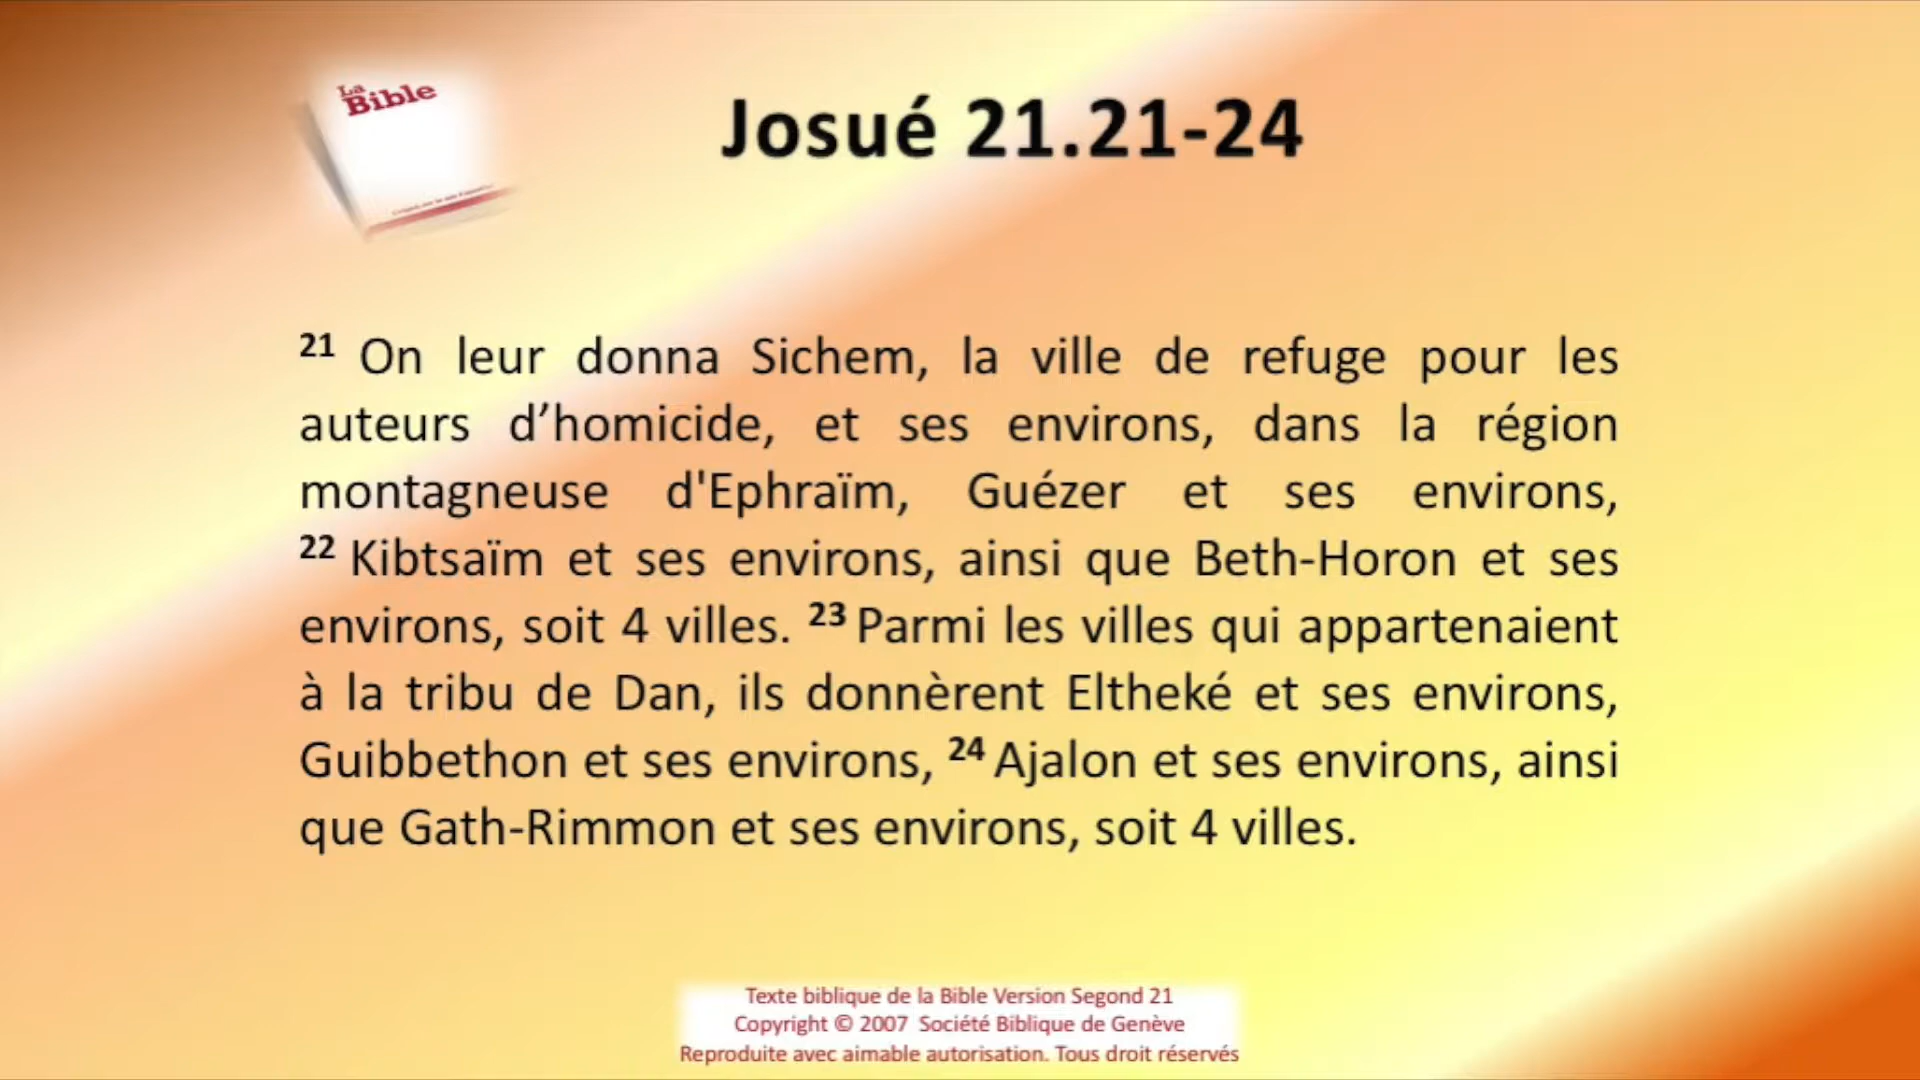 La
Bible
Josué 21.21-24
21 On leur donna Sichem, la ville de refuge pour les
auteurs d’homicide, et ses environs, dans la région
montagneuse d'Ephraïm, Guézer et ses environs,
22 Kibtsaïm et ses environs, ainsi que Beth-Horon et ses
environs, soit 4 villes. 23 Parmi les villes qui appartenaient
à la tribu de Dan, ils donnèrent Eltheké et ses environs,
Guibbethon et ses environs, 24 Ajalon et ses environs, ainsi
que Gath-Rimmon et ses environs, soit 4 villes.
Texte biblique de la Bible Version Segond 21
Copyright © 2007 Société Biblique de Genève
Reproduite avec aimable autorisation. Tous droit réservés